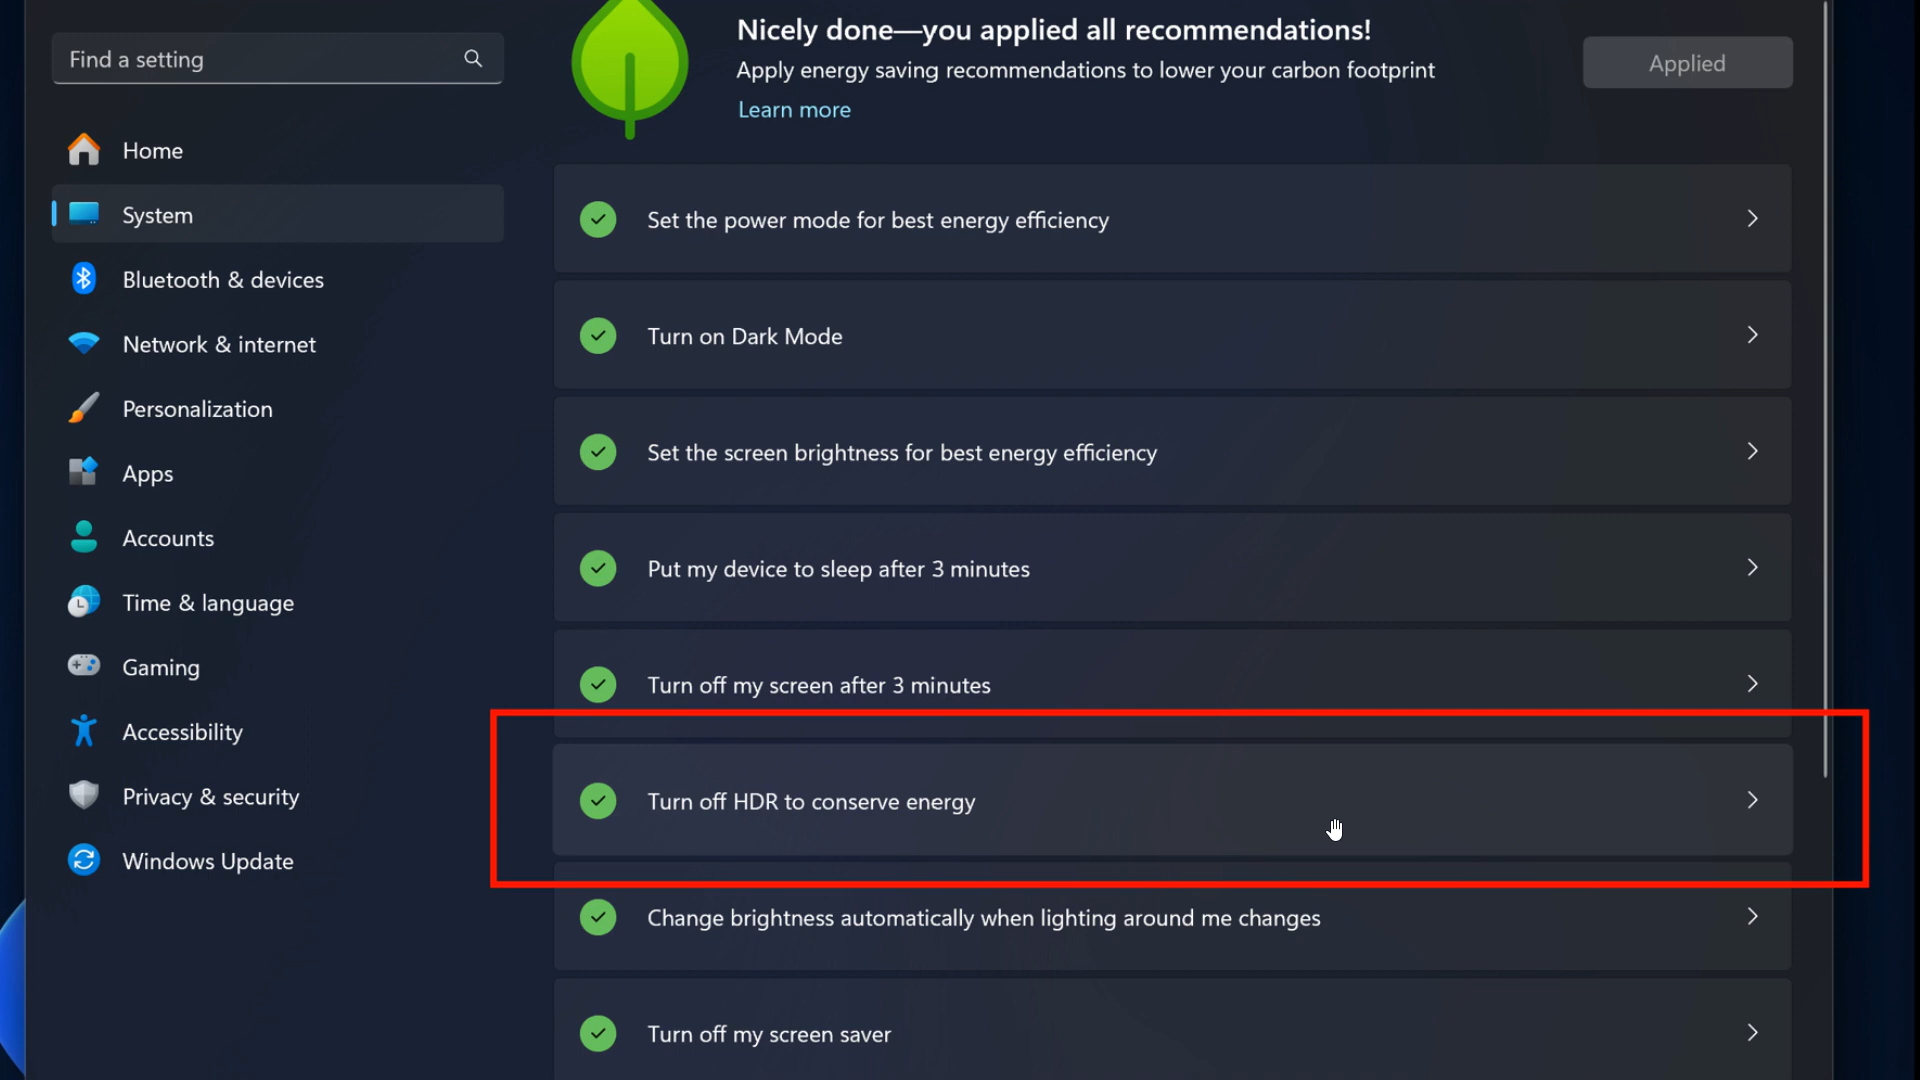 Find a setting
Home
System
Bluetooth & devices
Network & internet
Personalization
Apps
Accounts
Time & language
Gaming
Accessibility
Privacy & security
Windows Update
Nicely done—you applied all recommendations!
Apply energy saving recommendations to lower your carbon footprint
Learn more
Applied
Set the power mode for best energy efficiency
Turn on Dark Mode
Set the screen brightness for best energy efficiency
Put my device to sleep after 3 minutes
Turn off my screen after 3 minutes
Turn off HDR to conserve energy
Change brightness automatically when lighting around me changes
Turn off my screen saver